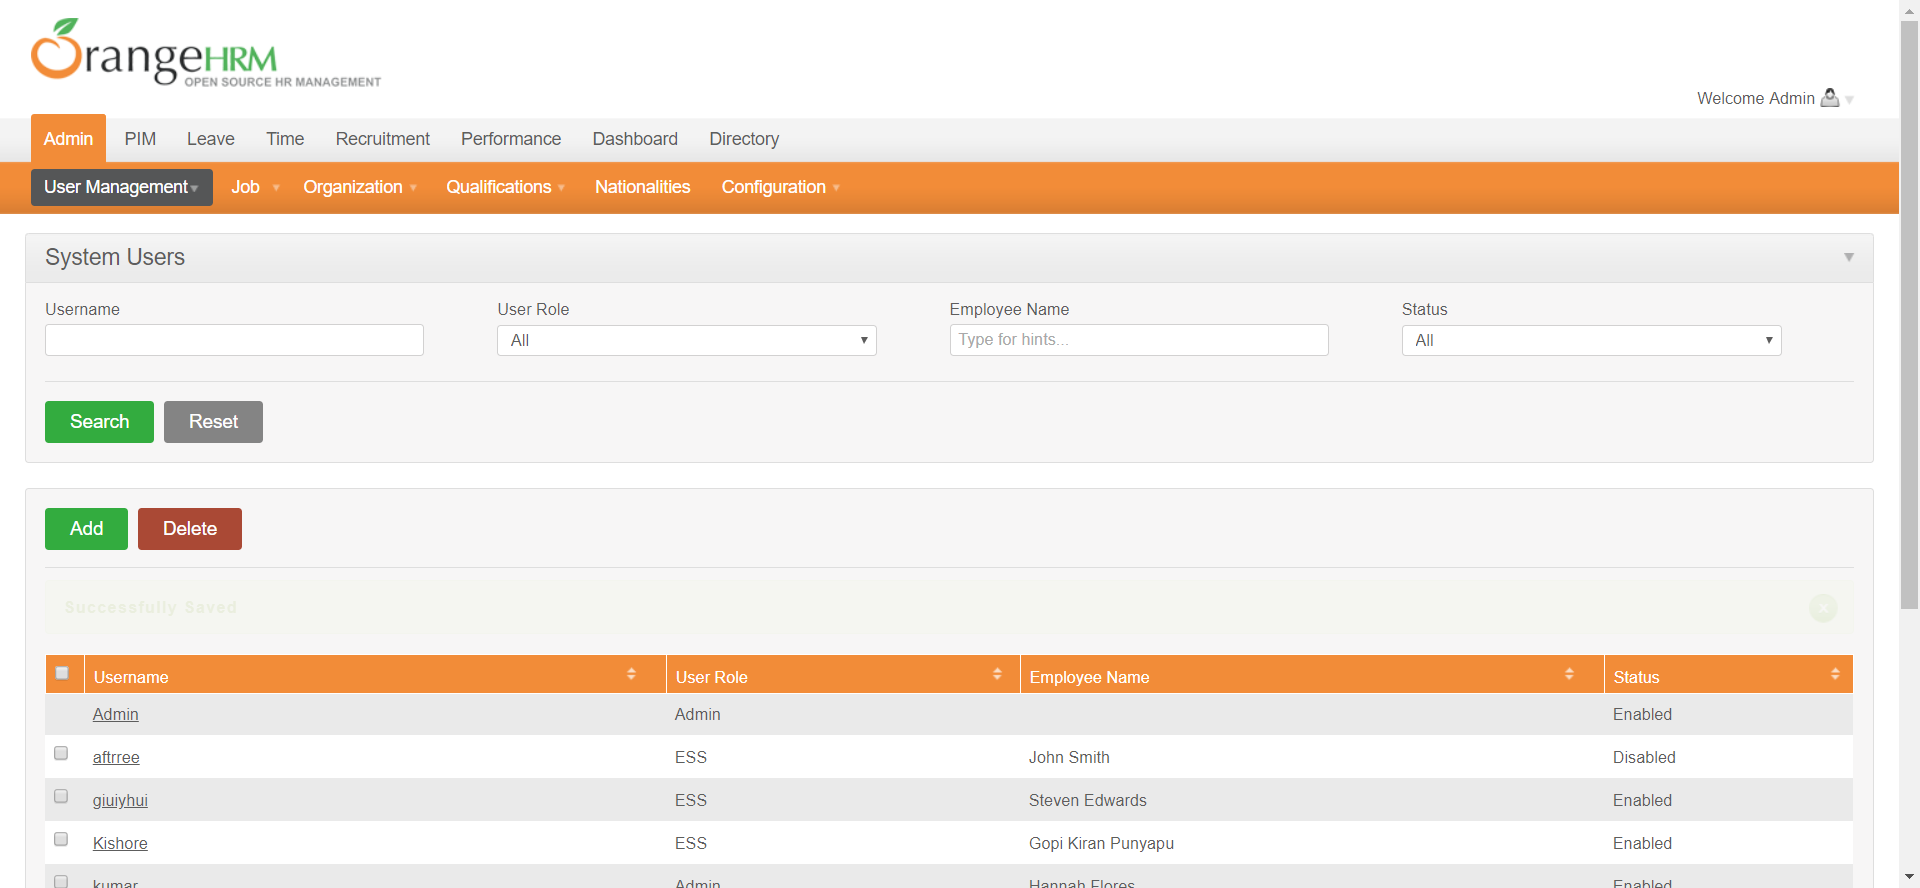 OrangeHRM
OPEN SOURCE HR MANAGEMENT
Welcome Admin
Admin PIM Leave Time Recruitment Performance Dashboard Directory
User Management Job Organization Qualifications Nationalities Configuration
System Users
Username User Role Employee Name Status
All Type for hints... All
Search Reset
Add Delete
Successfully Saved
Username User Role Employee Name Status
Admin Admin Enabled
aftrree ESS John Smith Disabled
giuiyhui ESS Steven Edwards Enabled
Kishore ESS Gopi Kiran Punyapu Enabled
kumar Admin Hannah Flores Enabled